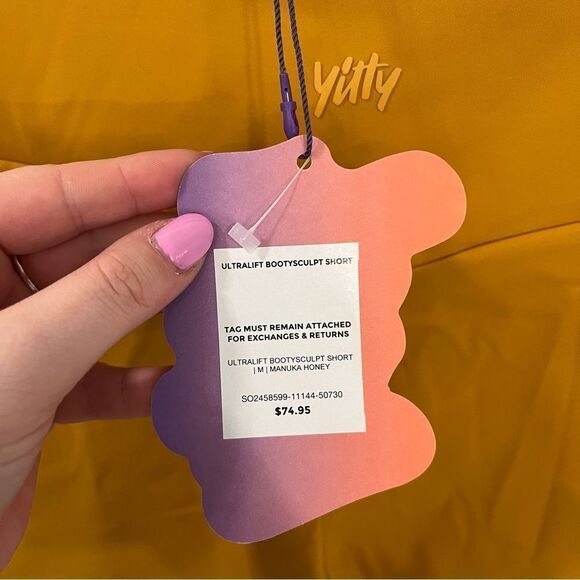 yitty
ULTRALIFT BOOTYSCULPT SHORT
TAG MUST REMAIN ATTACHED
FOR EXCHANGES & RETURNS
ULTRALIFT BOOTYSCULPT SHORT
| M | MANUKA HONEY
SO2458599-11144-50730
$74.95